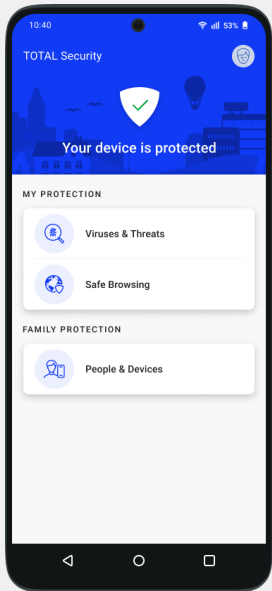 10:40
53%
TOTAL Security
Your device is protected
MY PROTECTION
Viruses & Threats
Safe Browsing
FAMILY PROTECTION
People & Devices